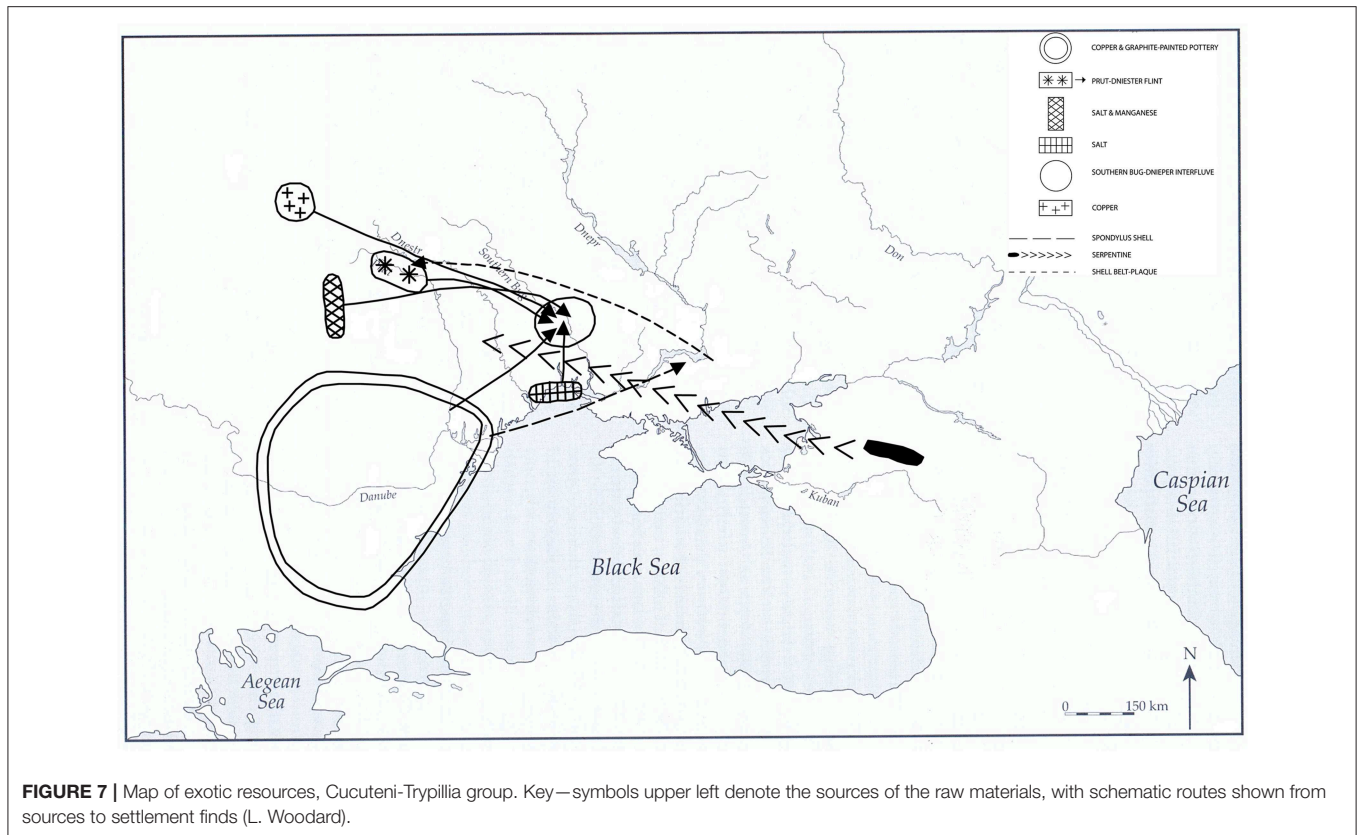 COPPER & GRAPHITE-PAINTED POTTERY
PRUT-DNIESTER FLINT
SALT & MANGANESE
SALT
SOUTHERN BUG-DNIEPER INTERFLUVE
COPPER
SPONDYLUS SHELL
SERPENTINE
SHELL BELT-PLAQUE
Dnestr
Southern Bug
Dnepr
Don
Danube
Kuban
Caspian
Sea
Black Sea
Aegean
Sea
N
0 150 km
FIGURE 7 | Map of exotic resources, Cucuteni-Trypillia group. Key—symbols upper left denote the sources of the raw materials, with schematic routes shown from
sources to settlement finds (L. Woodard).